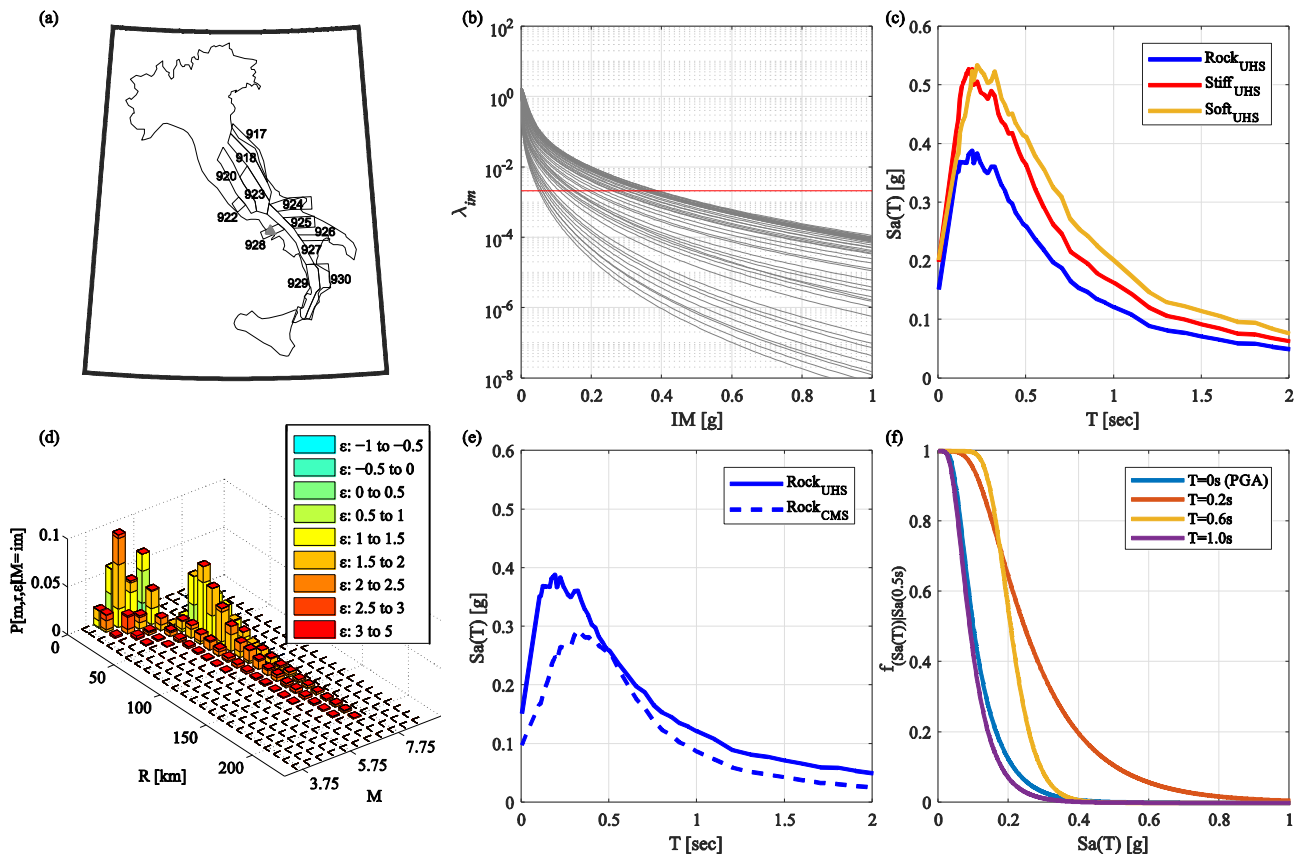 (a)
917
918
920
923
922
924
925
926
928
927
929
930
(b)
10^2
10^0
10^-2
10^-4
10^-6
10^-8
λ_im
0 0.2 0.4 0.6 0.8 1
IM [g]
(c)
0.6
0.5
0.4
0.3
0.2
0.1
0
Sa(T) [g]
Rock_UHS
Stiff_UHS
Soft_UHS
0 0.5 1 1.5 2
T [sec]
(d)
ε: −1 to −0.5
ε: −0.5 to 0
ε: 0 to 0.5
ε: 0.5 to 1
ε: 1 to 1.5
ε: 1.5 to 2
ε: 2 to 2.5
ε: 2.5 to 3
ε: 3 to 5
P[m,r,ε|IM=im]
0.1
0.05
0
0
50
100
150
200
R [km]
3.75
5.75
7.75
M
(e)
0.6
0.5
0.4
0.3
0.2
0.1
0
Sa(T) [g]
Rock_UHS
Rock_CMS
0 0.5 1 1.5 2
T [sec]
(f)
1
0.8
0.6
0.4
0.2
0
f_(Sa(T))|Sa(0.5s)
T=0s (PGA)
T=0.2s
T=0.6s
T=1.0s
0 0.2 0.4 0.6 0.8 1
Sa(T) [g]